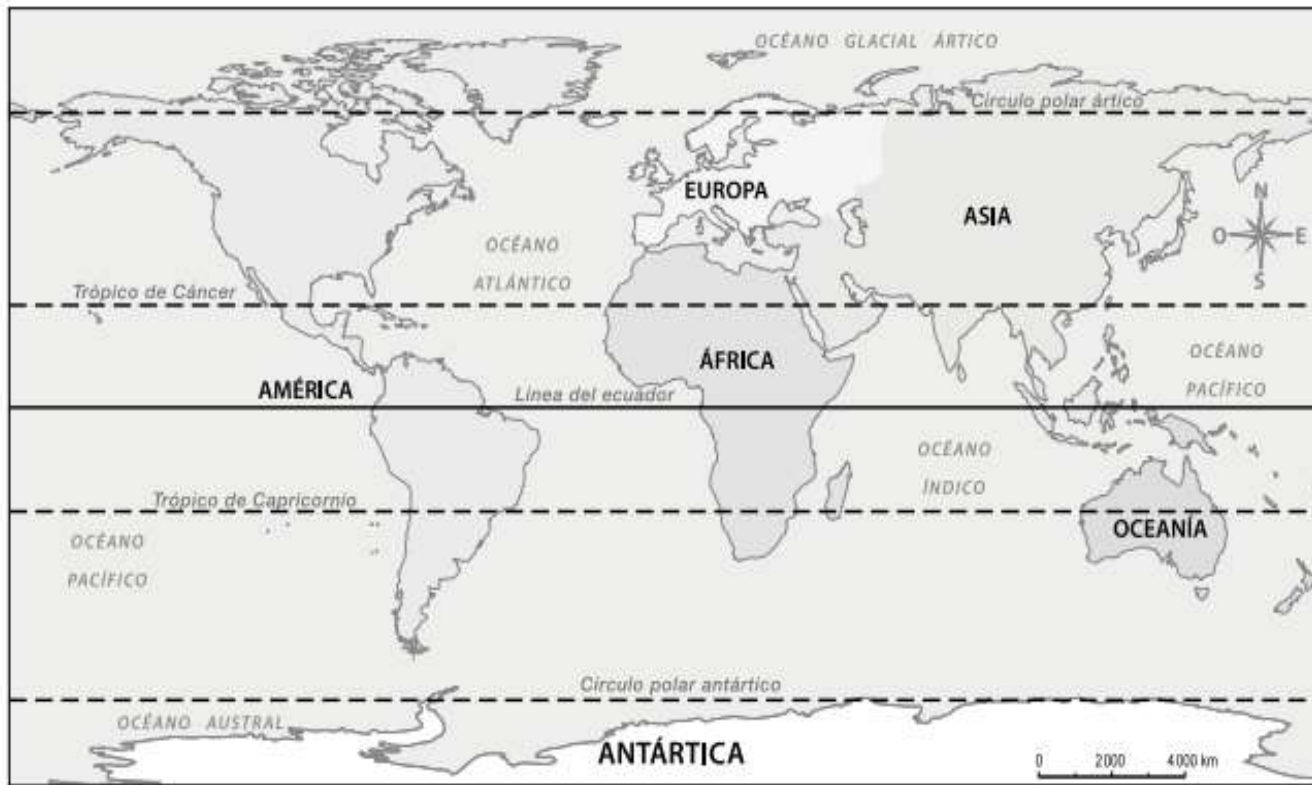 OCÉANO GLACIAL ÁRTICO
Círculo polar ártico
EUROPA
ASIA
N
O E
S
OCÉANO
ATLÁNTICO
Trópico de Cáncer
ÁFRICA
OCÉANO
PACÍFICO
AMÉRICA
Línea del ecuador
OCÉANO
ÍNDICO
Trópico de Capricornio
OCEANÍA
OCÉANO
PACÍFICO
Círculo polar antártico
OCÉANO AUSTRAL
ANTÁRTICA
0 2000 4000 km